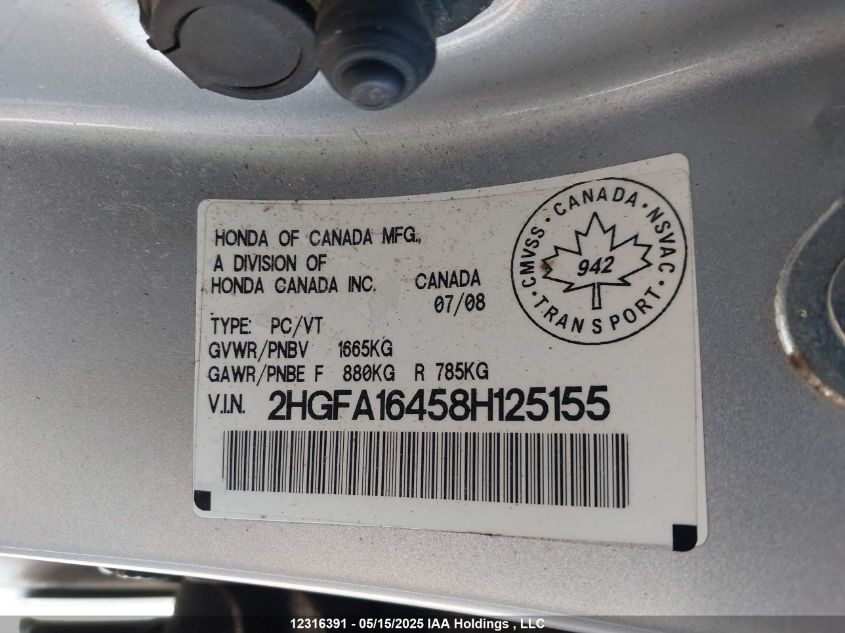 HONDA OF CANADA MFG.,
A DIVISION OF
HONDA CANADA INC. CANADA
07/08
TYPE: PC/VT
GVWR/PNBV 1665KG
GAWR/PNBE F 880KG R 785KG
V.I.N. 2HGFA16458H125155
CMVSS • CANADA • NSVAC
942
• TRANSPORT •
12316391 - 05/15/2025 IAA Holdings , LLC